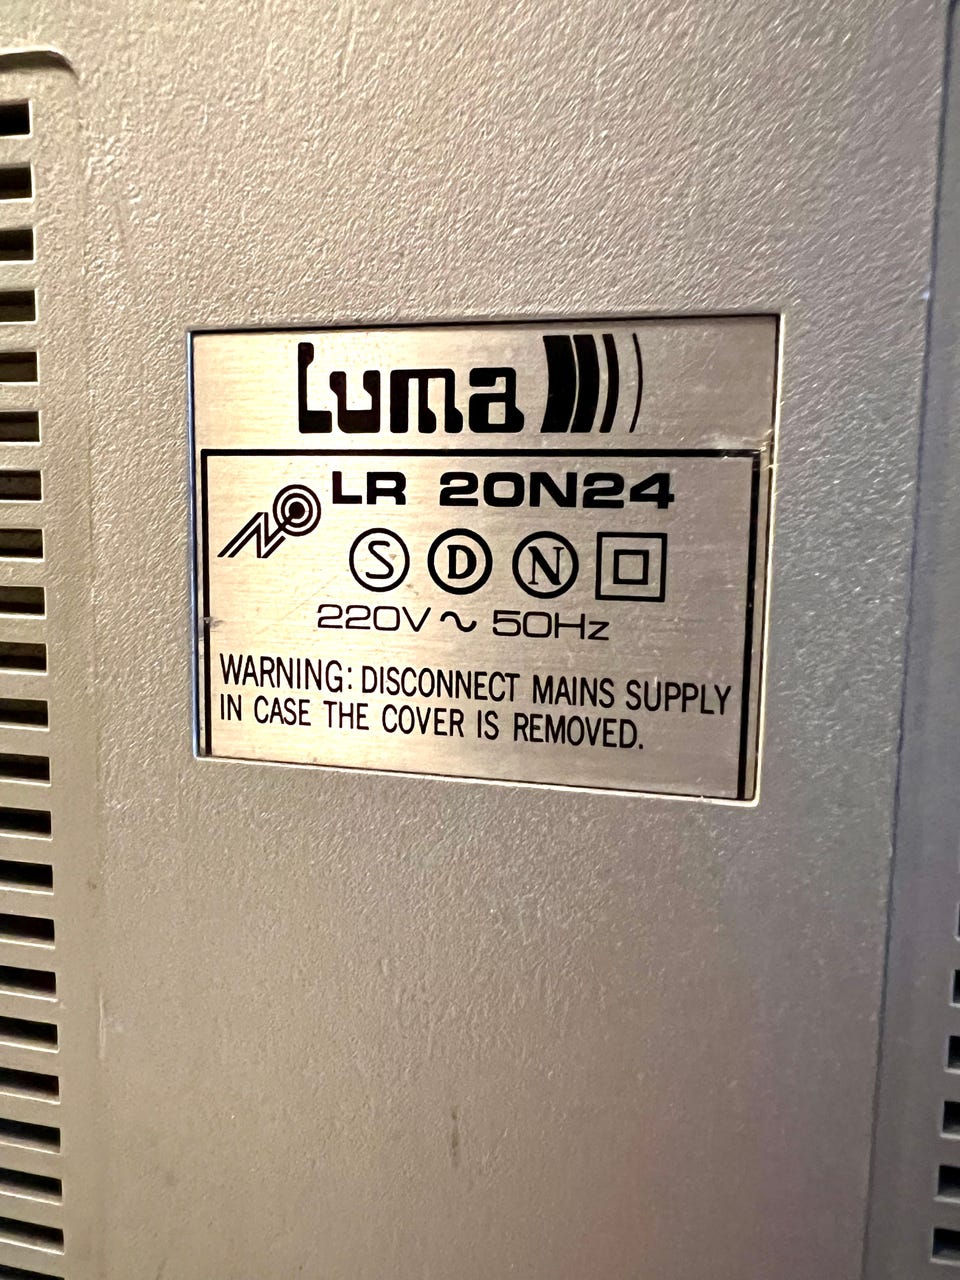 Luma
LR 20N24
S D N
220V ~ 50Hz
WARNING: DISCONNECT MAINS SUPPLY
IN CASE THE COVER IS REMOVED.